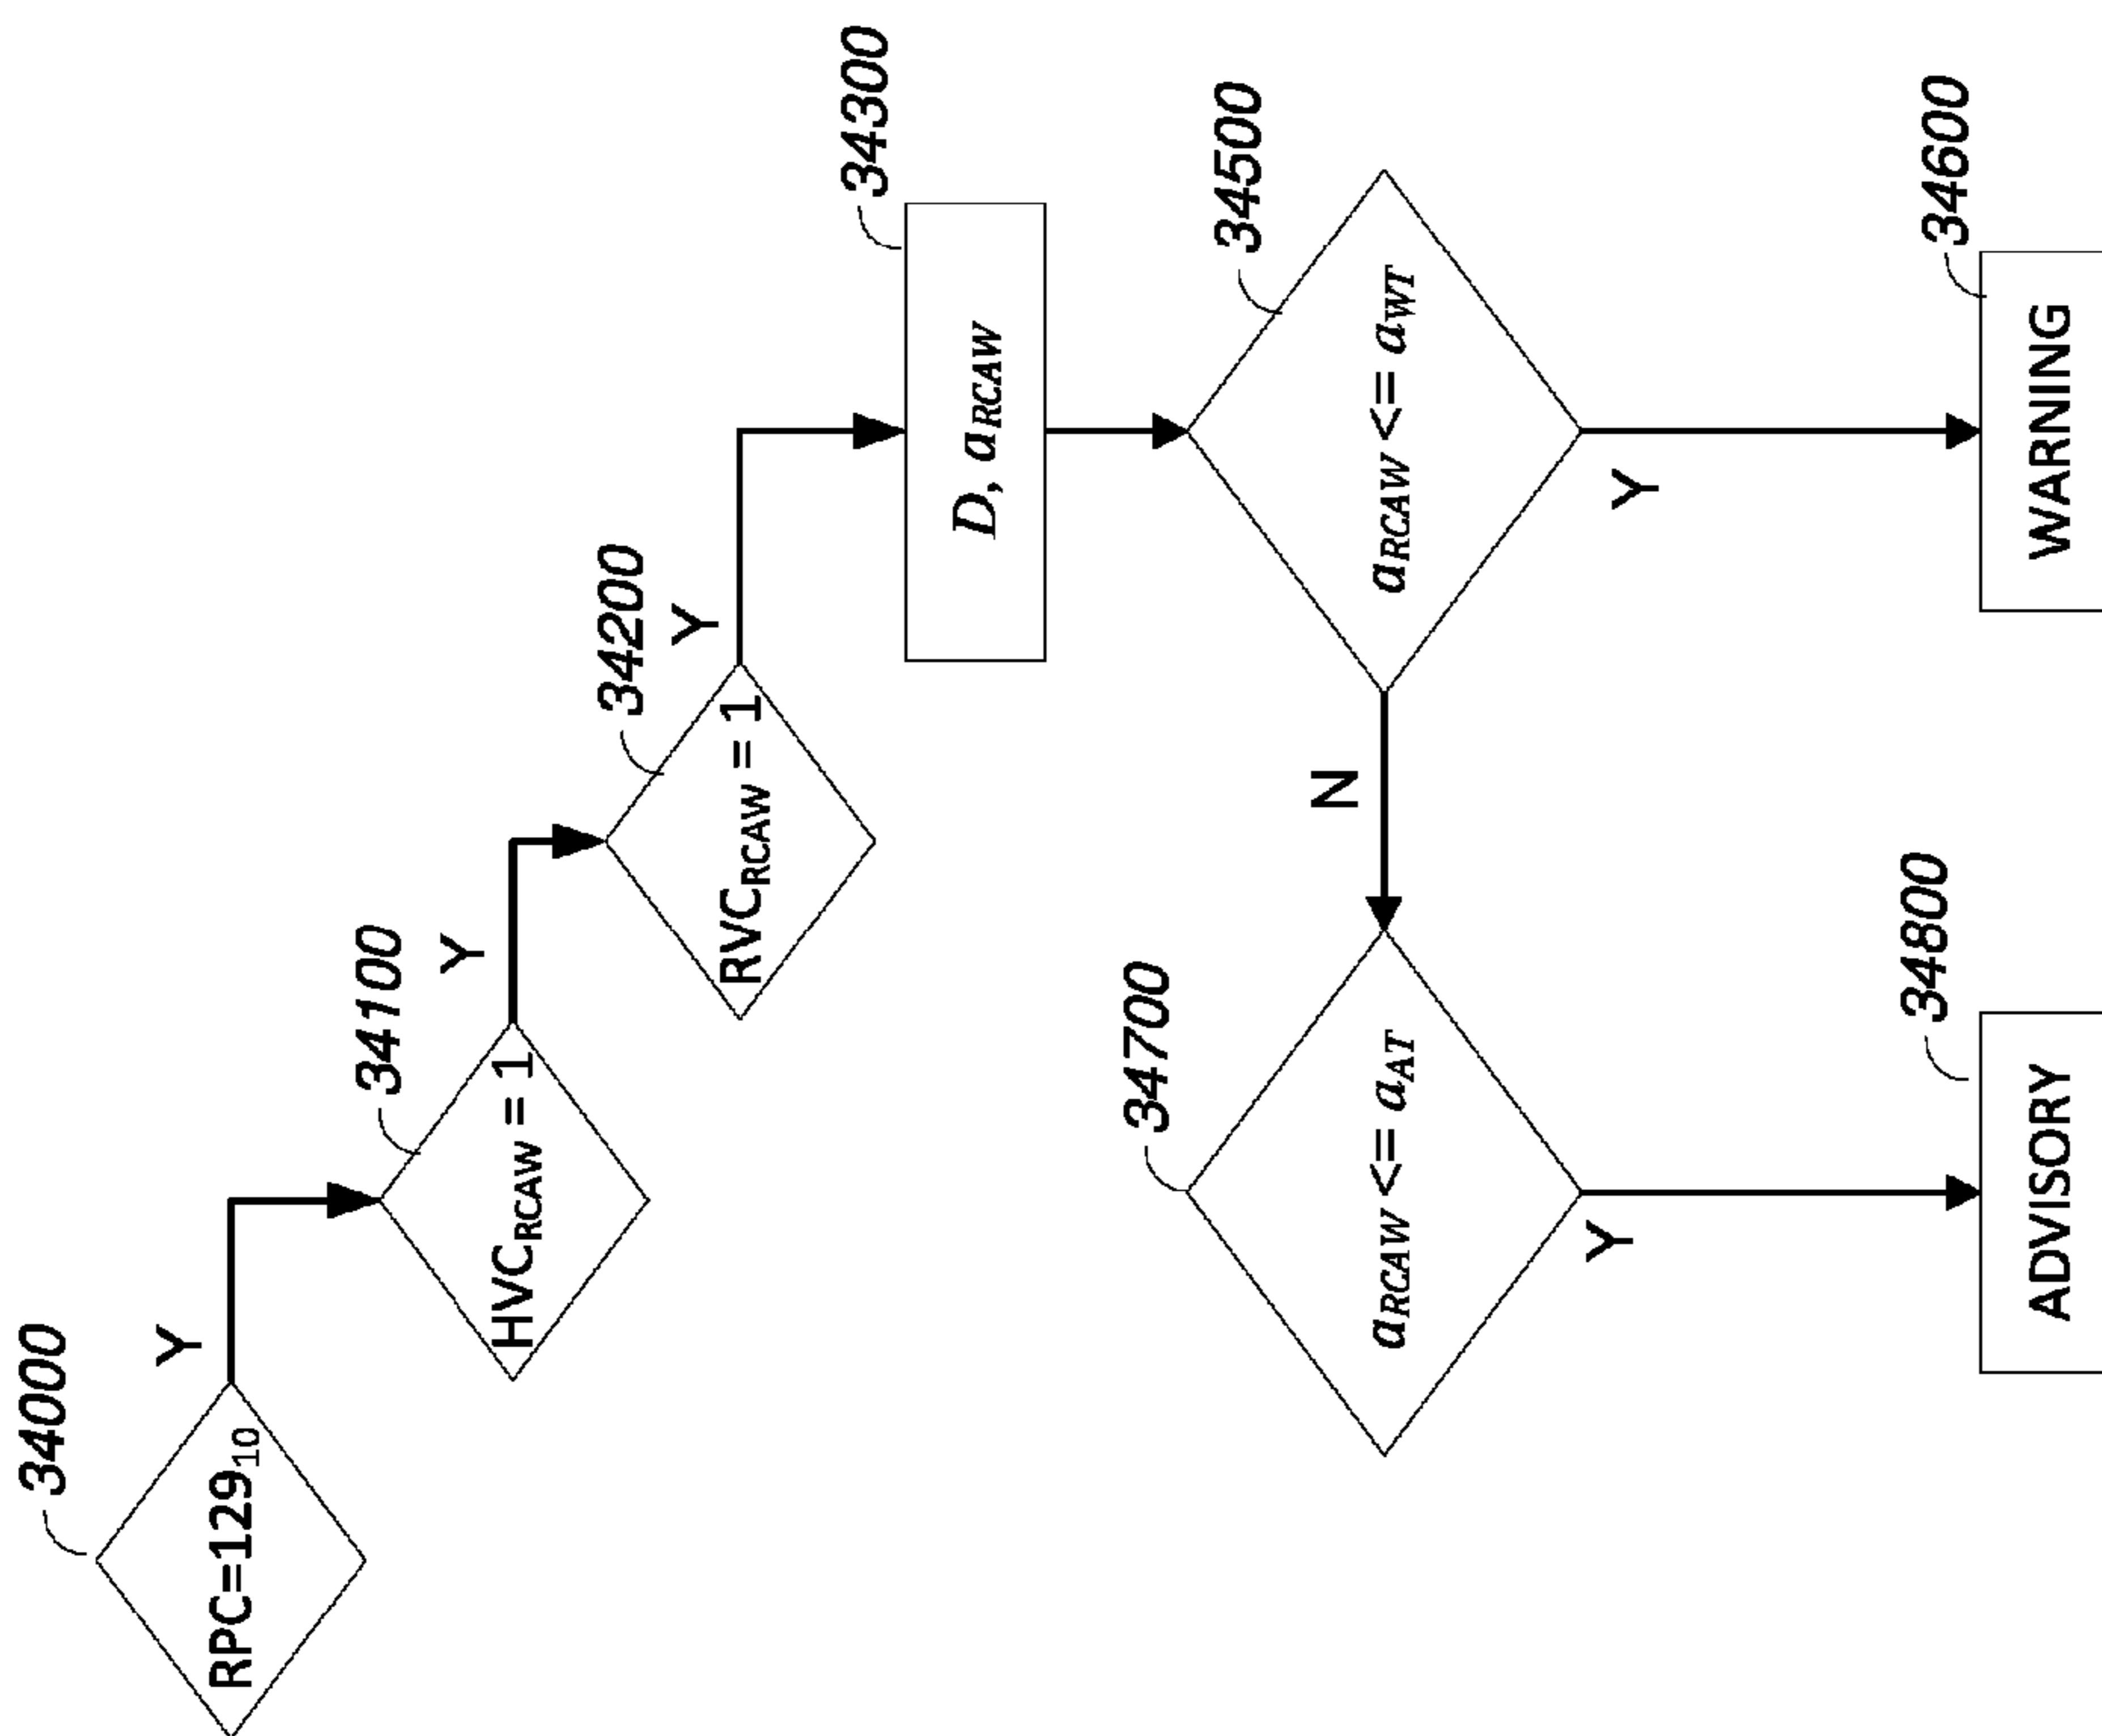 34000
RPC=129₁₀
Y
34100
HVC_RCAW = 1
Y
34200
RVC_RCAW = 1
Y
34300
D, a_RCAW
34500
a_RCAW <= a_WT
N
Y
34700
a_RCAW <= a_AT
Y
34600
WARNING
34800
ADVISORY